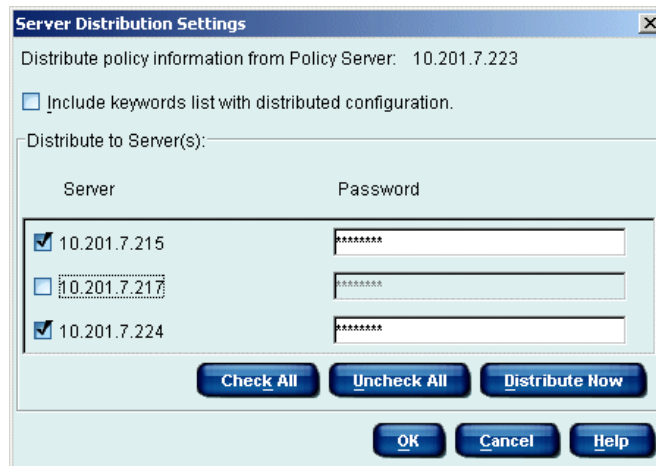 Server Distribution Settings
Distribute policy information from Policy Server: 10.201.7.223
Include keywords list with distributed configuration.
Distribute to Server(s):
Server Password
10.201.7.215 ********
10.201.7.217 ********
10.201.7.224 ********
Check All Uncheck All Distribute Now
OK Cancel Help